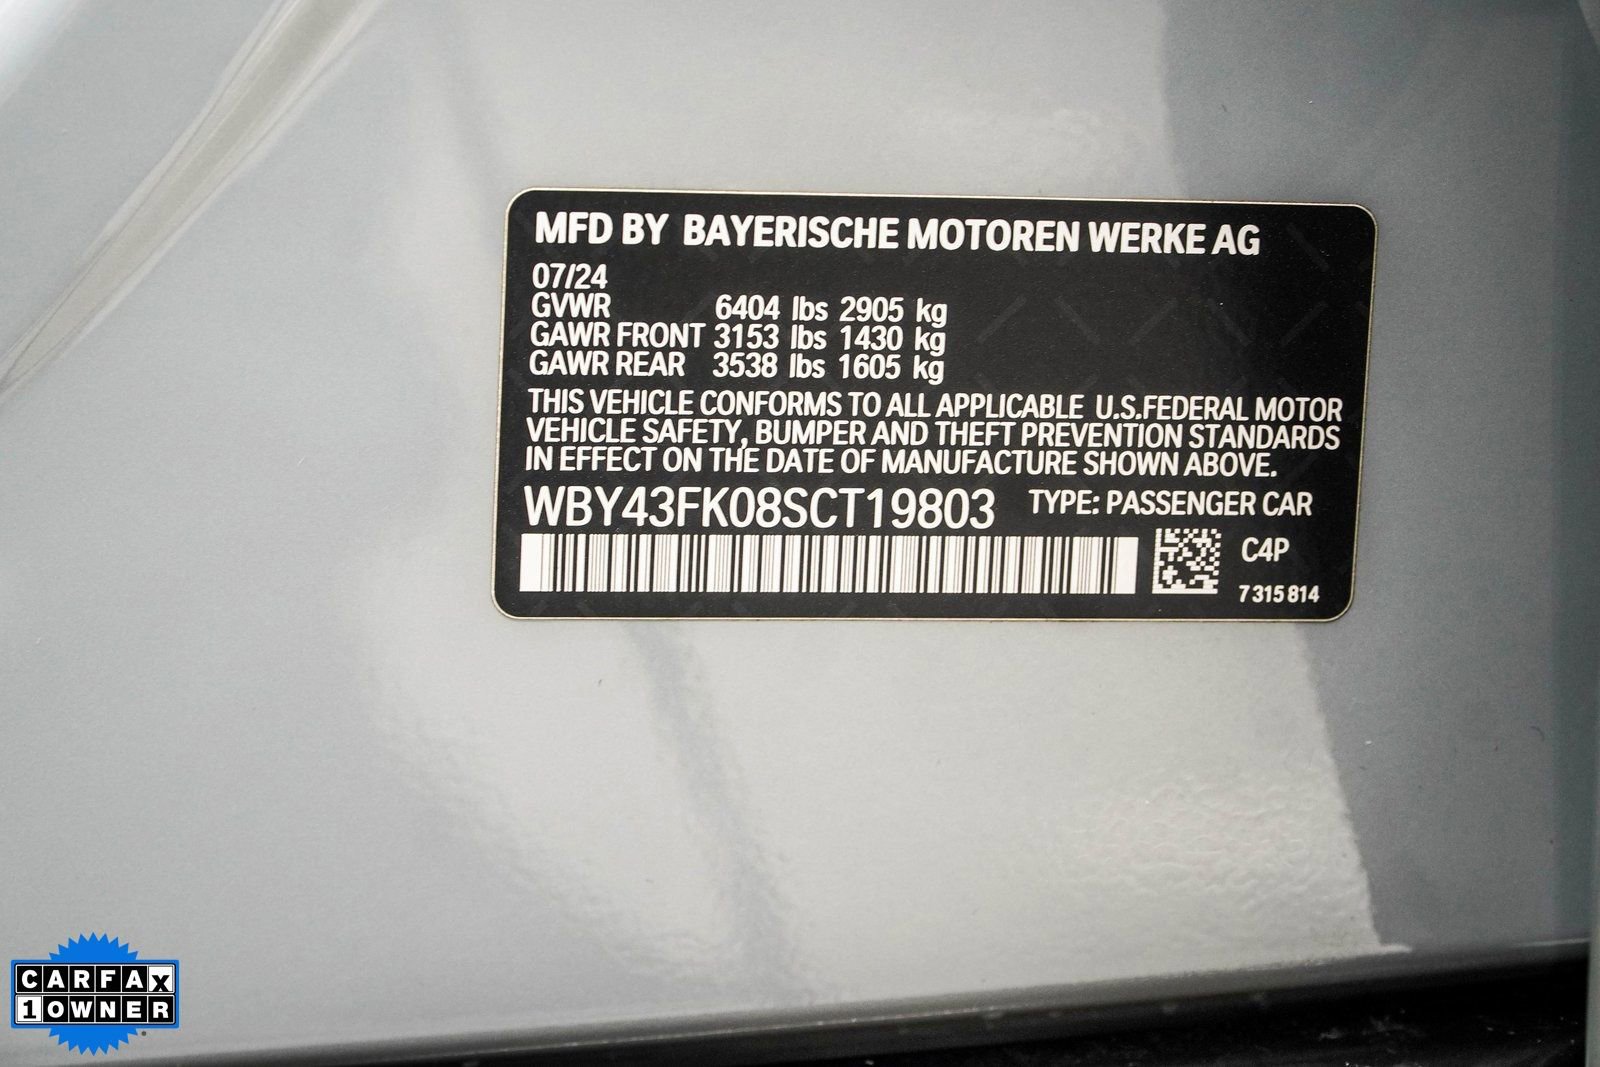 MFD BY BAYERISCHE MOTOREN WERKE AG
07/24
GVWR 6404 lbs 2905 kg
GAWR FRONT 3153 lbs 1430 kg
GAWR REAR 3538 lbs 1605 kg
THIS VEHICLE CONFORMS TO ALL APPLICABLE U.S.FEDERAL MOTOR
VEHICLE SAFETY, BUMPER AND THEFT PREVENTION STANDARDS
IN EFFECT ON THE DATE OF MANUFACTURE SHOWN ABOVE.
WBY43FK08SCT19803 TYPE: PASSENGER CAR
C4P
7 315 814
CARFAX
1 OWNER